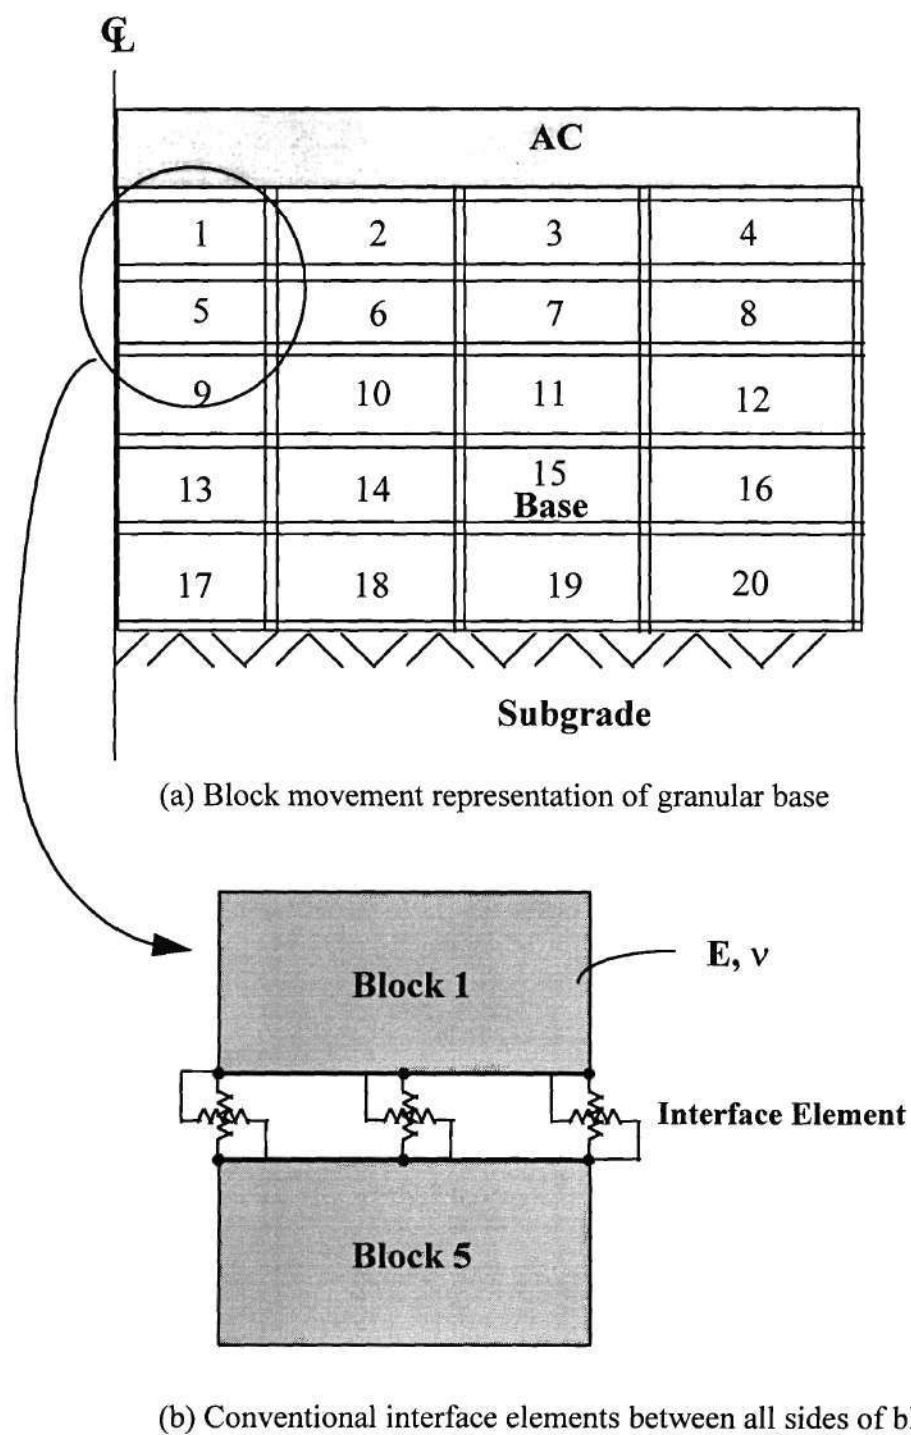 ℄
AC
1 2 3 4
5 6 7 8
9 10 11 12
13 14 15 16
Base
17 18 19 20
Subgrade
(a) Block movement representation of granular base
Block 1
E, ν
Interface Element
Block 5
(b) Conventional interface elements between all sides of